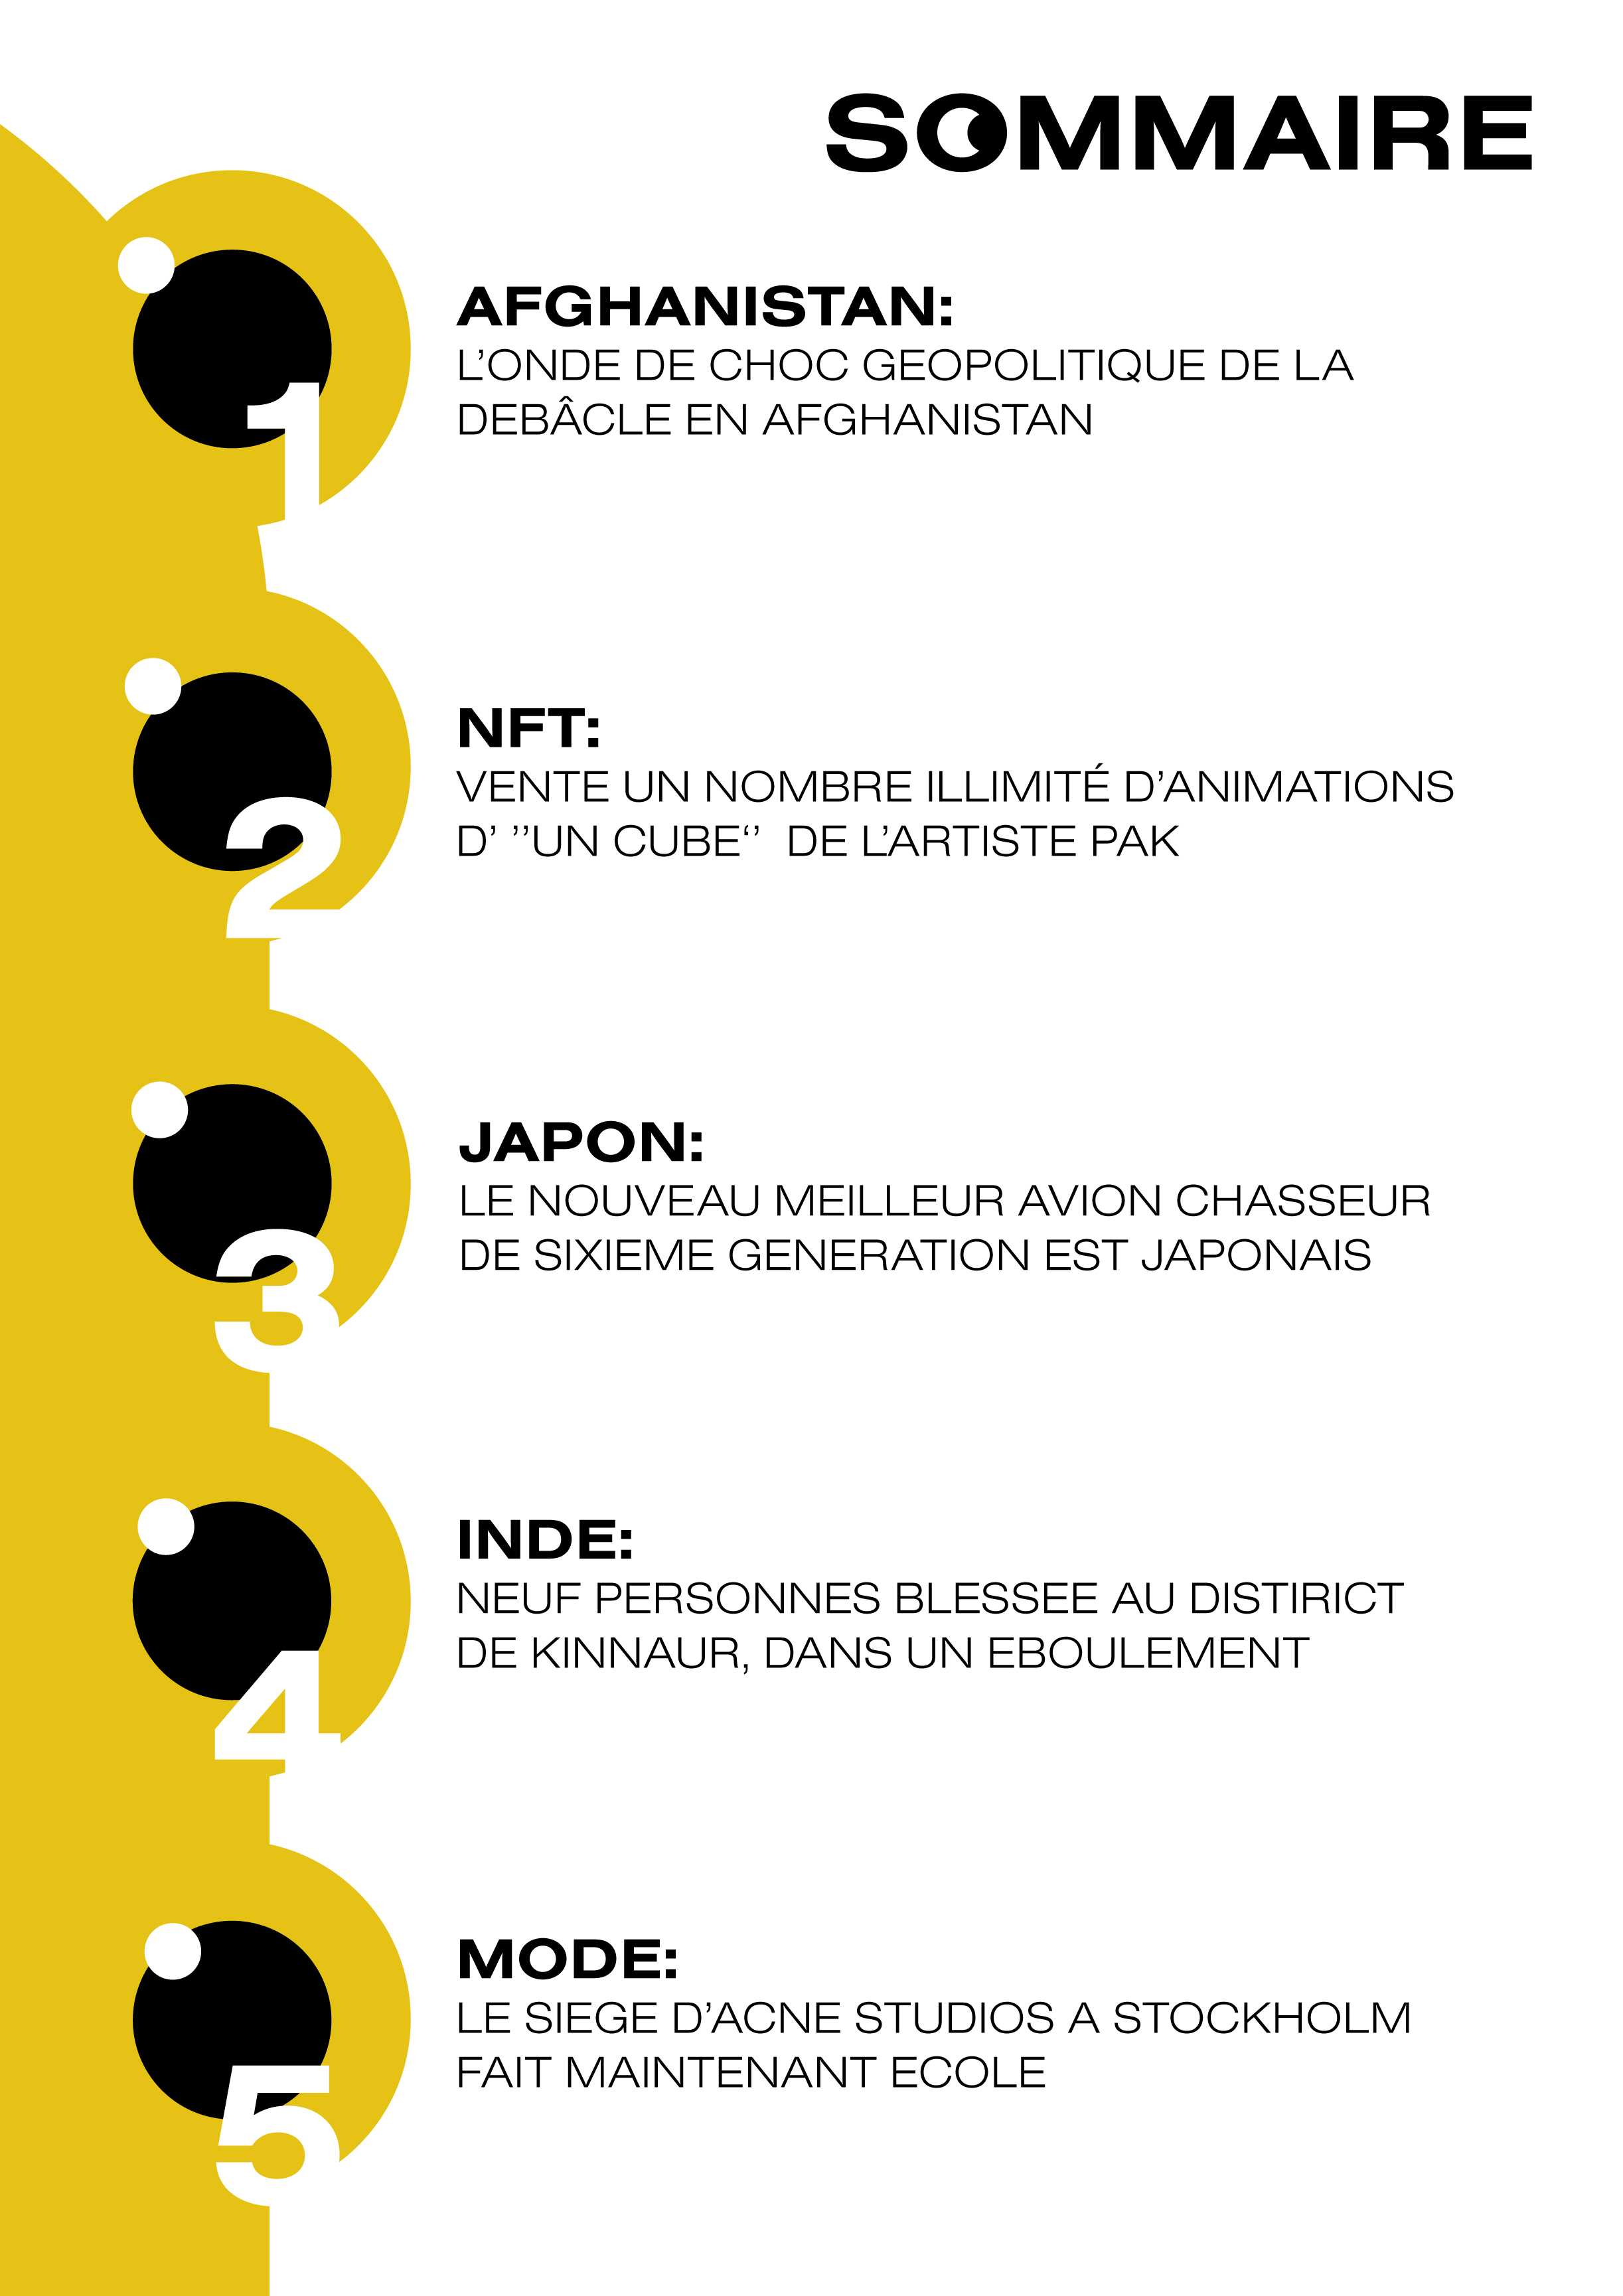 SOMMAIRE
1
AFGHANISTAN:
L’ONDE DE CHOC GEOPOLITIQUE DE LA
DEBÂCLE EN AFGHANISTAN
2
NFT:
VENTE UN NOMBRE ILLIMITÉ D’ANIMATIONS
D’ ’’UN CUBE‘’ DE L’ARTISTE PAK
3
JAPON:
LE NOUVEAU MEILLEUR AVION CHASSEUR
DE SIXIEME GENERATION EST JAPONAIS
4
INDE:
NEUF PERSONNES BLESSEE AU DISTIRICT
DE KINNAUR, DANS UN EBOULEMENT
5
MODE:
LE SIEGE D’ACNE STUDIOS A STOCKHOLM
FAIT MAINTENANT ECOLE